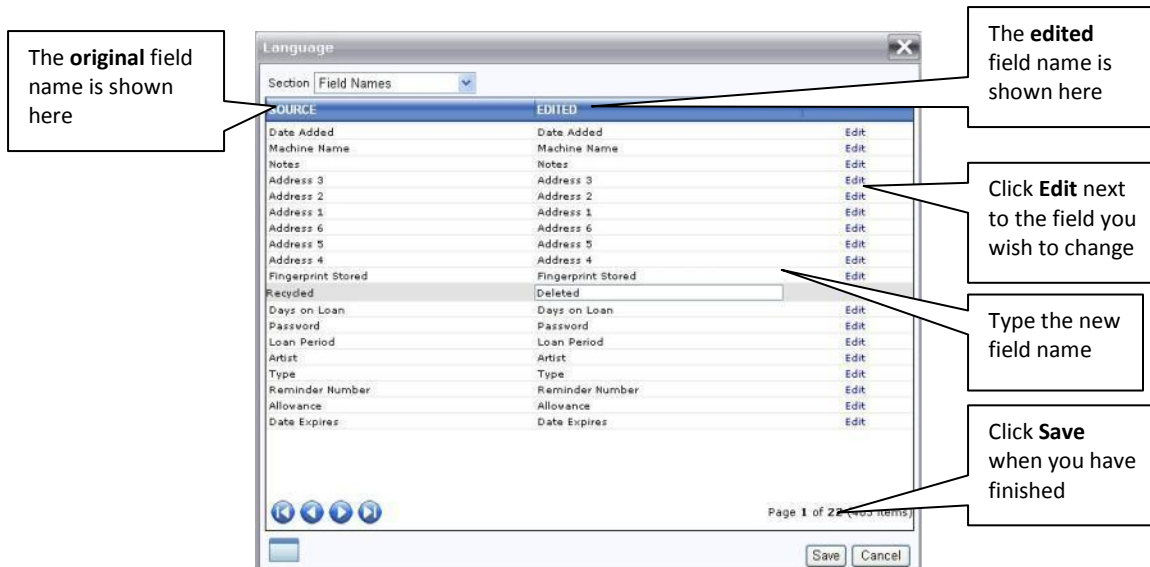 The original field
name is shown
here
Language
The edited
field name is
shown here
Section Field Names
SOURCE EDITED
Date Added Date Added Edit
Machine Name Machine Name Edit
Notes Notes Edit
Address 3 Address 3 Edit
Address 2 Address 2 Edit
Address 1 Address 1 Edit
Address 6 Address 6 Edit
Address 5 Address 5 Edit
Address 4 Address 4 Edit
Fingerprint Stored Fingerprint Stored Edit
Recycled Deleted
Days on Loan Days on Loan Edit
Password Password Edit
Loan Period Loan Period Edit
Artist Artist Edit
Type Type Edit
Reminder Number Reminder Number Edit
Allowance Allowance Edit
Date Expires Date Expires Edit
Click Edit next
to the field you
wish to change
Type the new
field name
Click Save
when you have
finished
Page 1 of 22 items)
Save Cancel